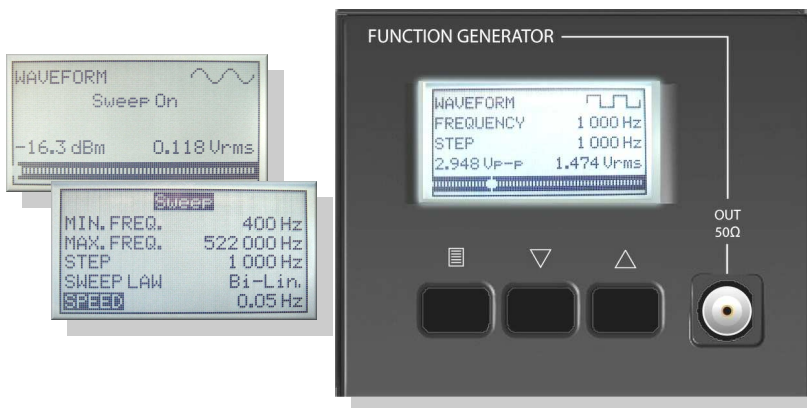 WAVEFORM
Sweep On
-16.3 dBm 0.118 Vrms
Sweep
MIN. FREQ. 400 Hz
MAX. FREQ. 522 000 Hz
STEP 1 000 Hz
SWEEP LAW Bi-Lin.
SPEED 0.05 Hz
FUNCTION GENERATOR
WAVEFORM
FREQUENCY 1 000 Hz
STEP 1 000 Hz
2.948 Vp-p 1.474 Vrms
OUT
50Ω